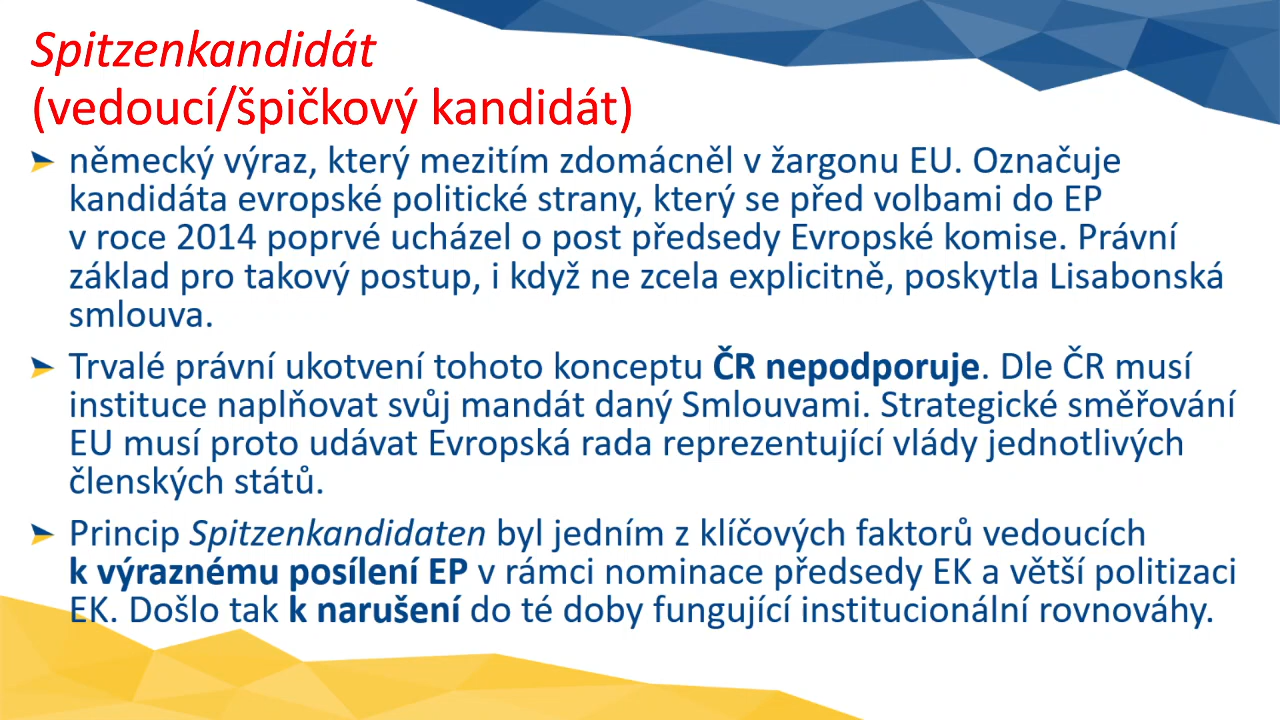 Spitzenkandidát
(vedoucí/špičkový kandidát)
německý výraz, který mezitím zdomácněl v žargonu EU. Označuje
kandidáta evropské politické strany, který se před volbami do EP
v roce 2014 poprvé ucházel o post předsedy Evropské komise. Právní
základ pro takový postup, i když ne zcela explicitně, poskytla Lisabonská
smlouva.
Trvalé právní ukotvení tohoto konceptu ČR nepodporuje. Dle ČR musí
instituce naplňovat svůj mandát daný Smlouvami. Strategické směřování
EU musí proto udávat Evropská rada reprezentující vlády jednotlivých
členských států.
Princip Spitzenkandidaten byl jedním z klíčových faktorů vedoucích
k výraznému posílení EP v rámci nominace předsedy EK a větší politizaci
EK. Došlo tak k narušení do té doby fungující institucionální rovnováhy.